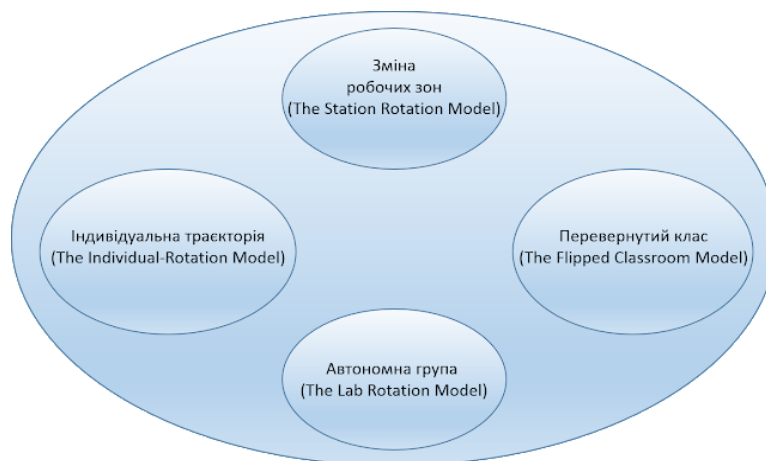 Зміна
робочих зон
(The Station Rotation Model)
Індивідуальна траєкторія
(The Individual-Rotation Model)
Перевернутий клас
(The Flipped Classroom Model)
Автономна група
(The Lab Rotation Model)